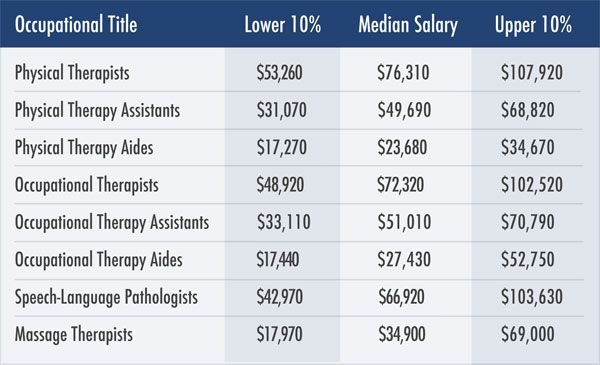 Occupational Title Lower 10% Median Salary Upper 10%
Physical Therapists $53,260 $76,310 $107,920
Physical Therapy Assistants $31,070 $49,690 $68,820
Physical Therapy Aides $17,270 $23,680 $34,670
Occupational Therapists $48,920 $72,320 $102,520
Occupational Therapy Assistants $33,110 $51,010 $70,790
Occupational Therapy Aides $17,440 $27,430 $52,750
Speech-Language Pathologists $42,970 $66,920 $103,630
Massage Therapists $17,970 $34,900 $69,000